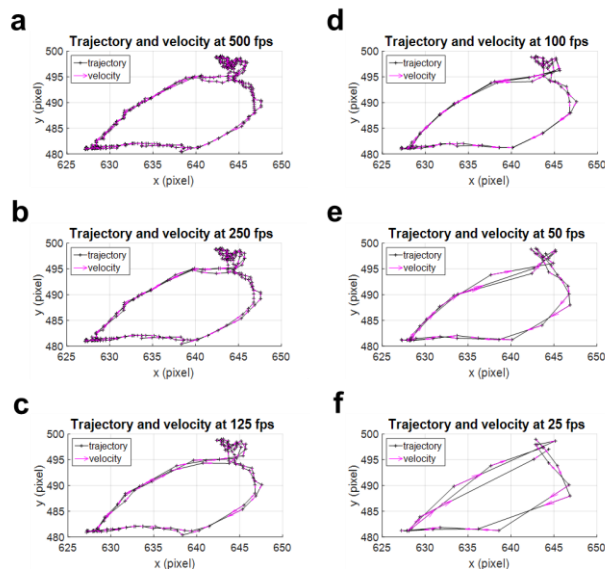 a
Trajectory and velocity at 500 fps
500
495
490
485
480
625
630
635
640
645
650
y (pixel)
x (pixel)
trajectory
velocity
b
Trajectory and velocity at 250 fps
500
495
490
485
480
625
630
635
640
645
650
y (pixel)
x (pixel)
trajectory
velocity
c
Trajectory and velocity at 125 fps
500
495
490
485
480
625
630
635
640
645
650
y (pixel)
x (pixel)
trajectory
velocity
d
Trajectory and velocity at 100 fps
500
495
490
485
480
625
630
635
640
645
650
y (pixel)
x (pixel)
trajectory
velocity
e
Trajectory and velocity at 50 fps
500
495
490
485
480
625
630
635
640
645
650
y (pixel)
x (pixel)
trajectory
velocity
f
Trajectory and velocity at 25 fps
500
495
490
485
480
625
630
635
640
645
650
y (pixel)
x (pixel)
trajectory
velocity